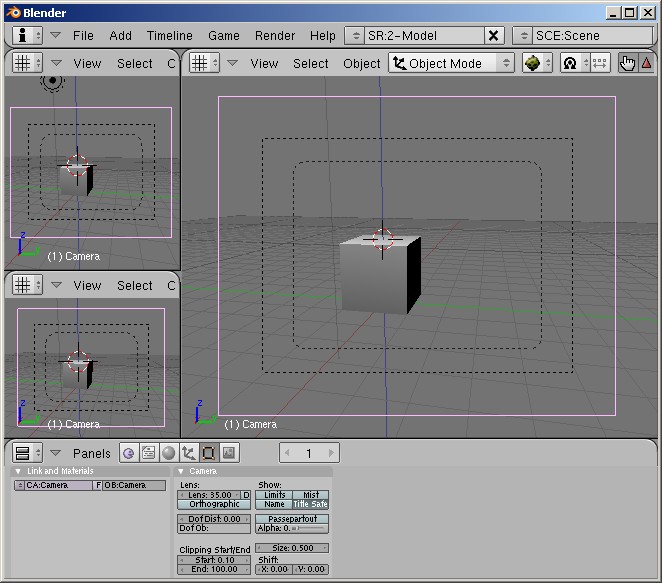 Blender
File Add Timeline Game Render Help SR:2-Model SCE:Scene
View Select C
View Select Object Object Mode
(1) Camera
View Select
(1) Camera
z
(1) Camera
Panels 1
Link and Materials
CA:Camera F OB:Camera
Camera
Lens: Show:
Lens: 35.00 D Limits Mist
Orthographic Name Title Safe
Dof Dist: 0.00 Passepartout
Dof Ob: Alpha: 0.
Clipping Start/End Size: 0.500
Start: 0.10 Shift:
End: 100.00 X: 0.00 Y: 0.00